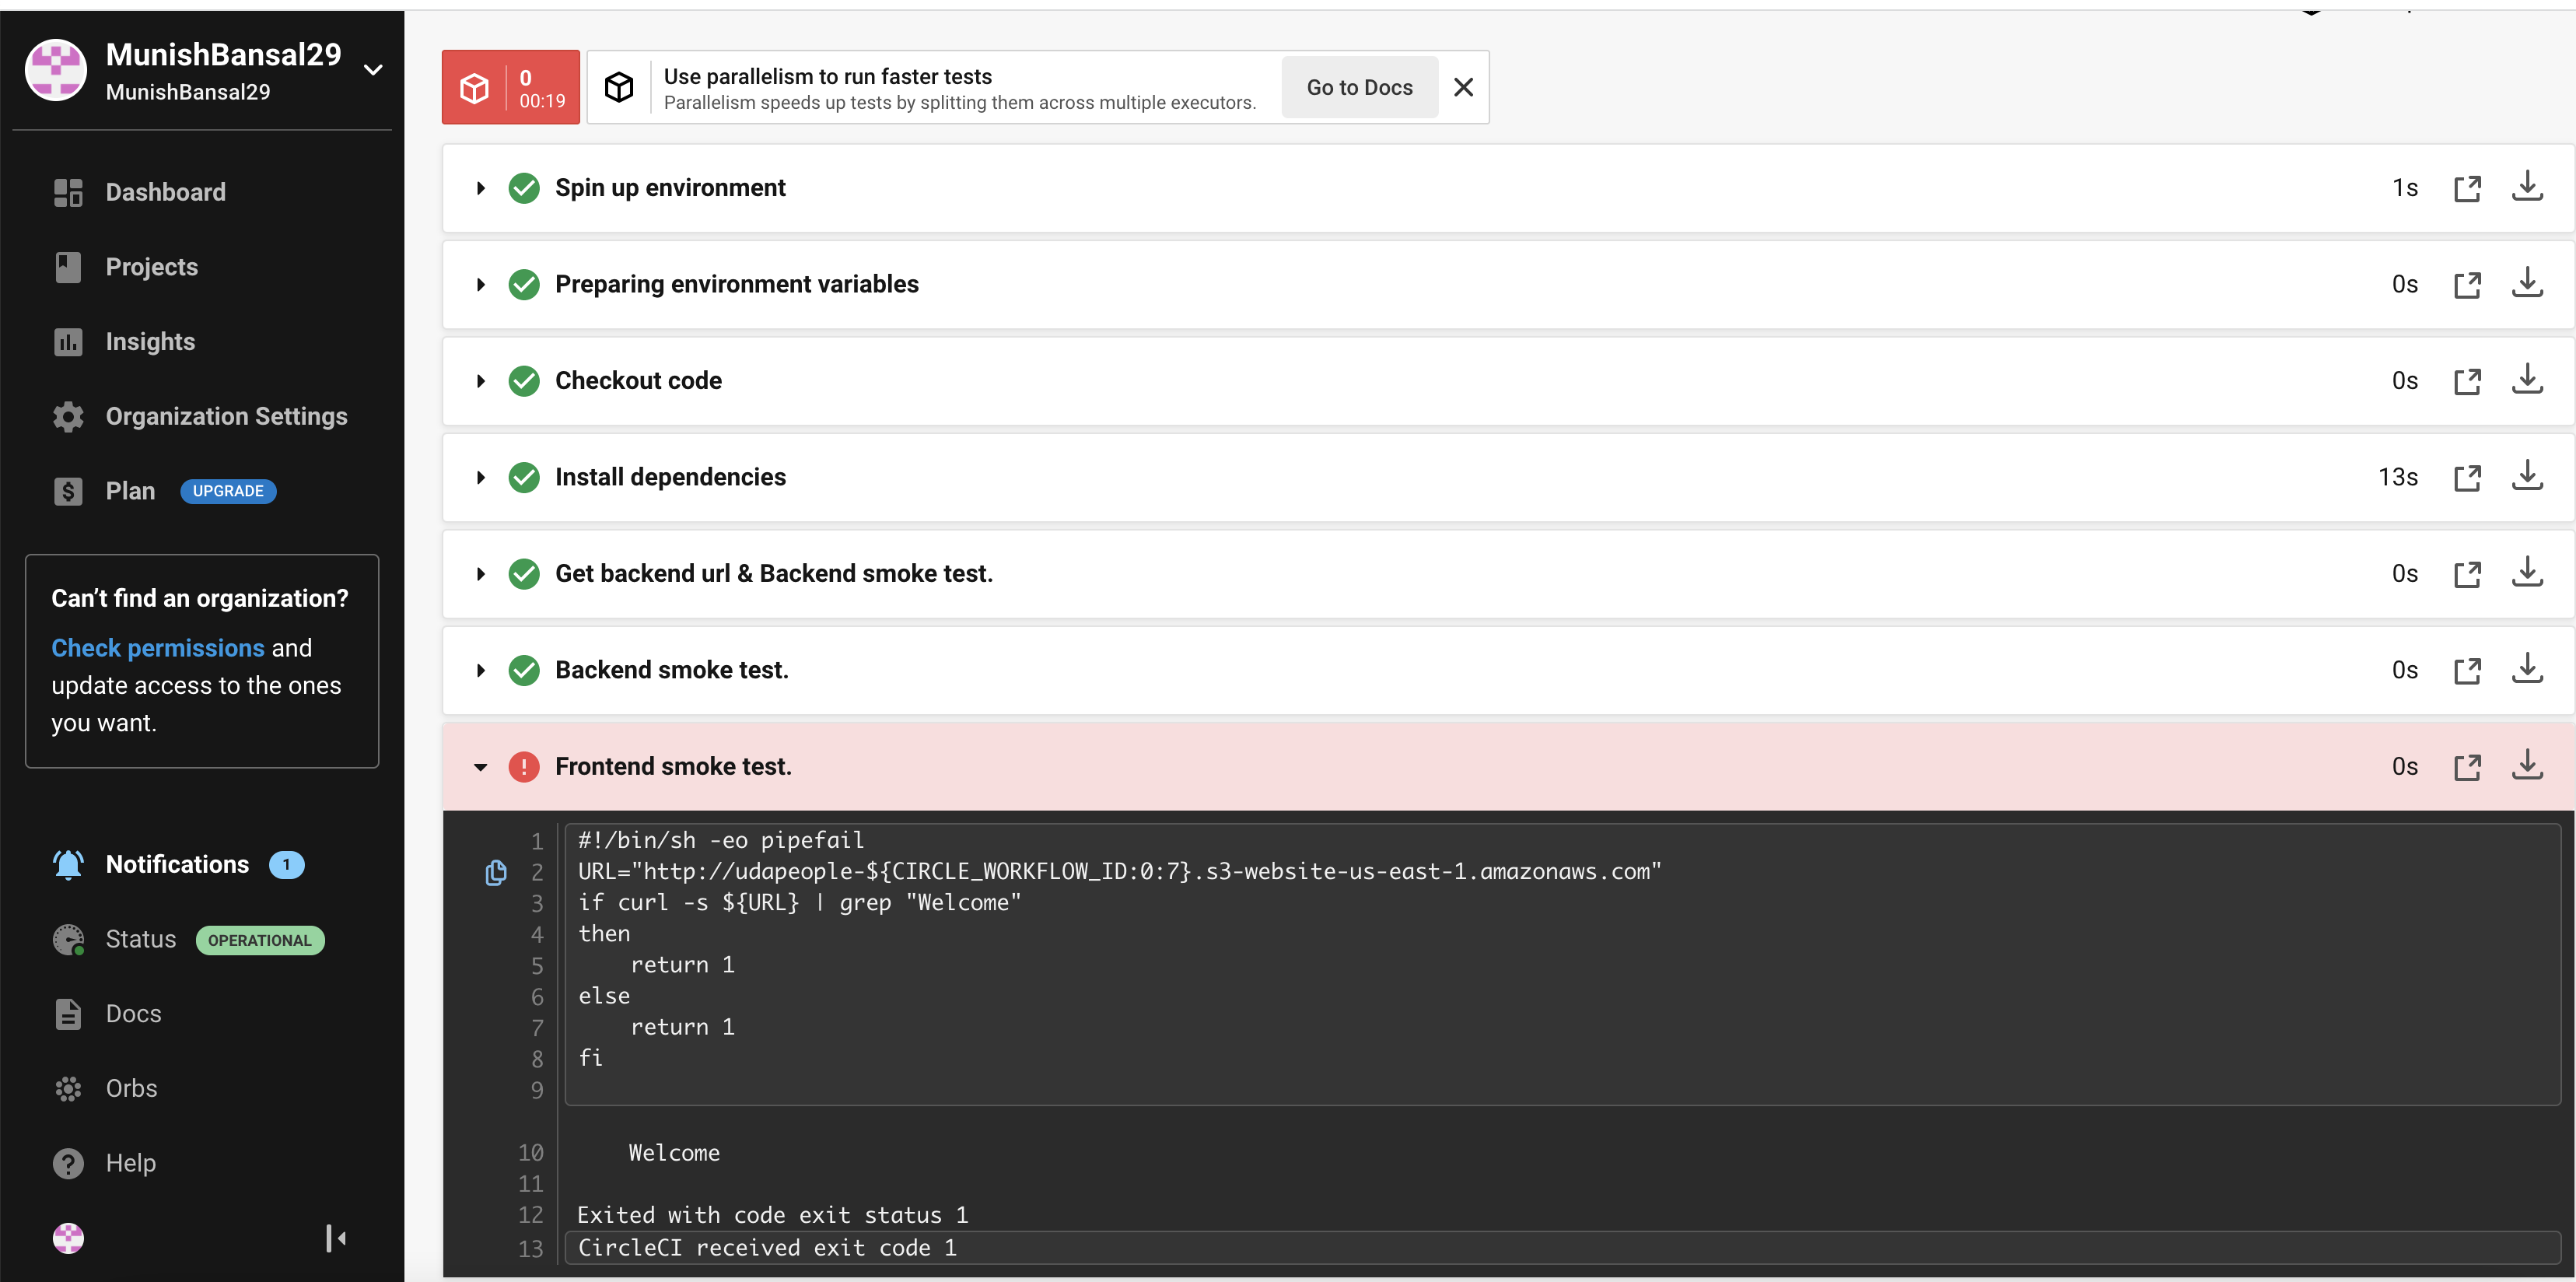 MunishBansal29
MunishBansal29
Dashboard
Projects
Insights
Organization Settings
Plan UPGRADE
Can't find an organization?
Check permissions and
update access to the ones
you want.
Notifications 1
Status OPERATIONAL
Docs
Orbs
Help
0
00:19
Use parallelism to run faster tests
Parallelism speeds up tests by splitting them across multiple executors.
Go to Docs
Spin up environment 1s
Preparing environment variables 0s
Checkout code 0s
Install dependencies 13s
Get backend url & Backend smoke test. 0s
Backend smoke test. 0s
Frontend smoke test. 0s
1 #!/bin/sh -eo pipefail
2 URL="http://udapeople-${CIRCLE_WORKFLOW_ID:0:7}.s3-website-us-east-1.amazonaws.com"
3 if curl -s ${URL} | grep "Welcome"
4 then
5     return 1
6 else
7     return 1
8 fi
9
10     Welcome
11
12 Exited with code exit status 1
13 CircleCI received exit code 1